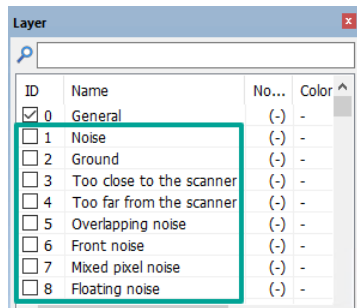 Layer
ID Name No... Color
0 General (-) -
1 Noise (-) -
2 Ground (-) -
3 Too close to the scanner (-) -
4 Too far from the scanner (-) -
5 Overlapping noise (-) -
6 Front noise (-) -
7 Mixed pixel noise (-) -
8 Floating noise (-) -